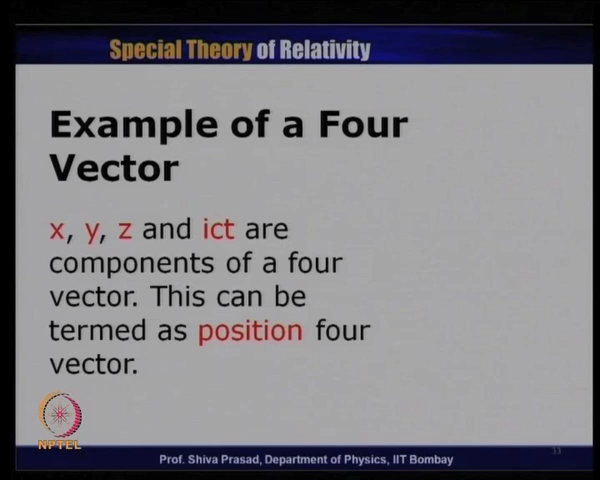 Special Theory of Relativity
Example of a Four
Vector
x, y, z and ict are
components of a four
vector. This can be
termed as position four
vector.
NPTEL
33
Prof. Shiva Prasad, Department of Physics, IIT Bombay